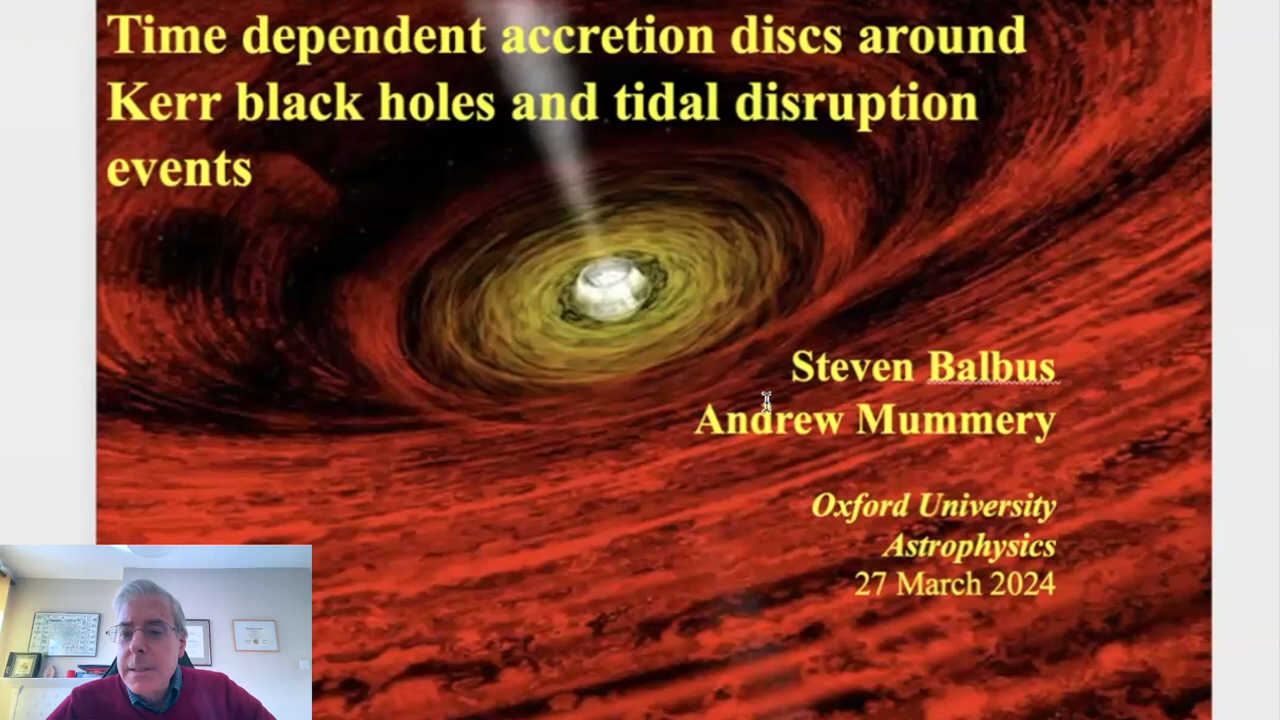 Time dependent accretion discs around
Kerr black holes and tidal disruption
events
Steven Balbus
Andrew Mummery
Oxford University
Astrophysics
27 March 2024